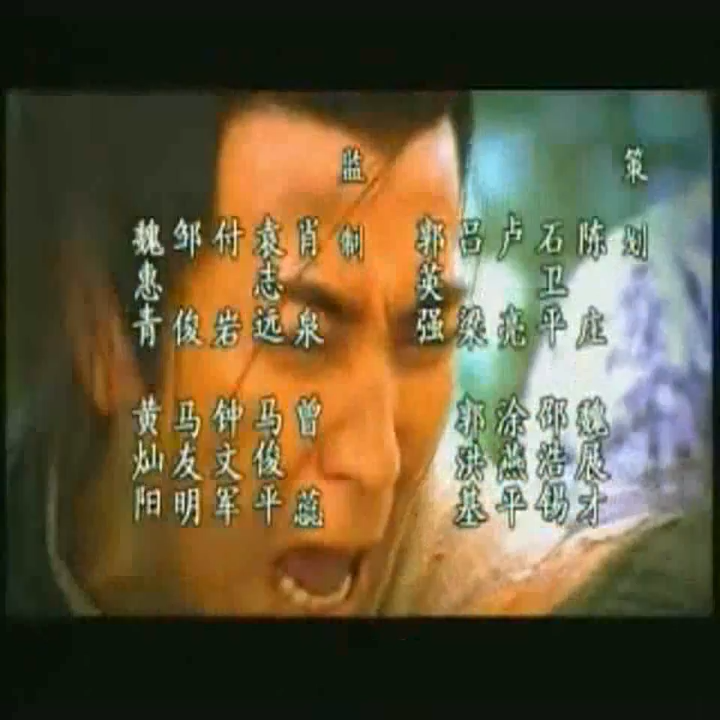 策划
陈庄
石卫平
卢亮
吕梁
郭英强
魏展才
邵浩锡
涂燕平
郭洪基
监制
肖泉
袁志远
付岩
邹俊
魏惠青
曾蕊
马俊平
钟文军
马友明
黄灿阳